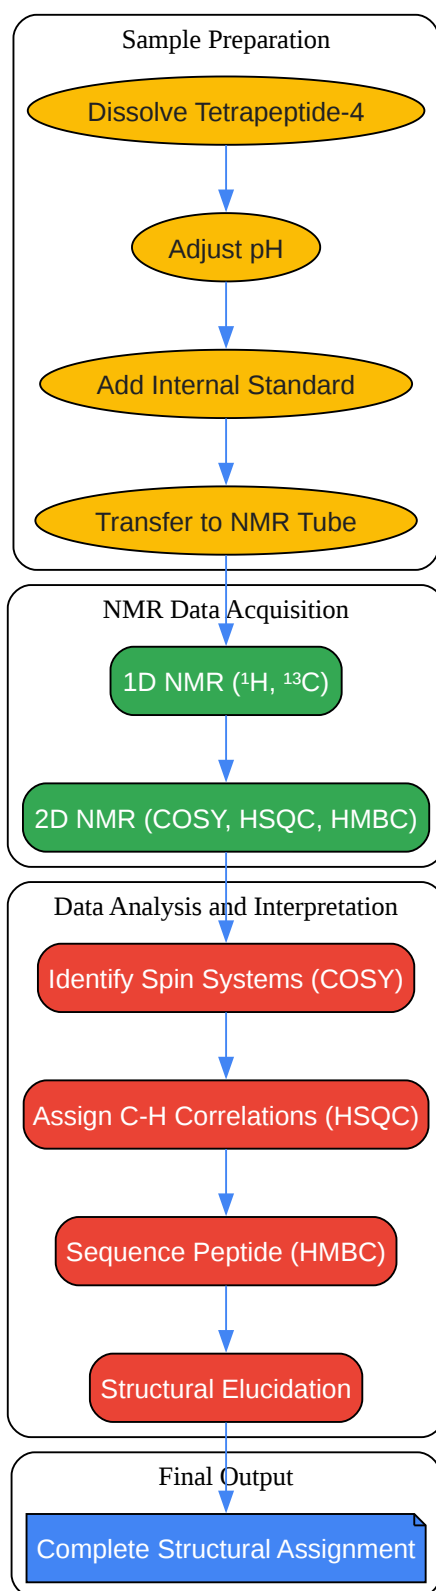 Sample Preparation
Dissolve Tetrapeptide-4
Adjust pH
Add Internal Standard
Transfer to NMR Tube
NMR Data Acquisition
1D NMR (¹H, ¹³C)
2D NMR (COSY, HSQC, HMBC)
Data Analysis and Interpretation
Identify Spin Systems (COSY)
Assign C-H Correlations (HSQC)
Sequence Peptide (HMBC)
Structural Elucidation
Final Output
Complete Structural Assignment